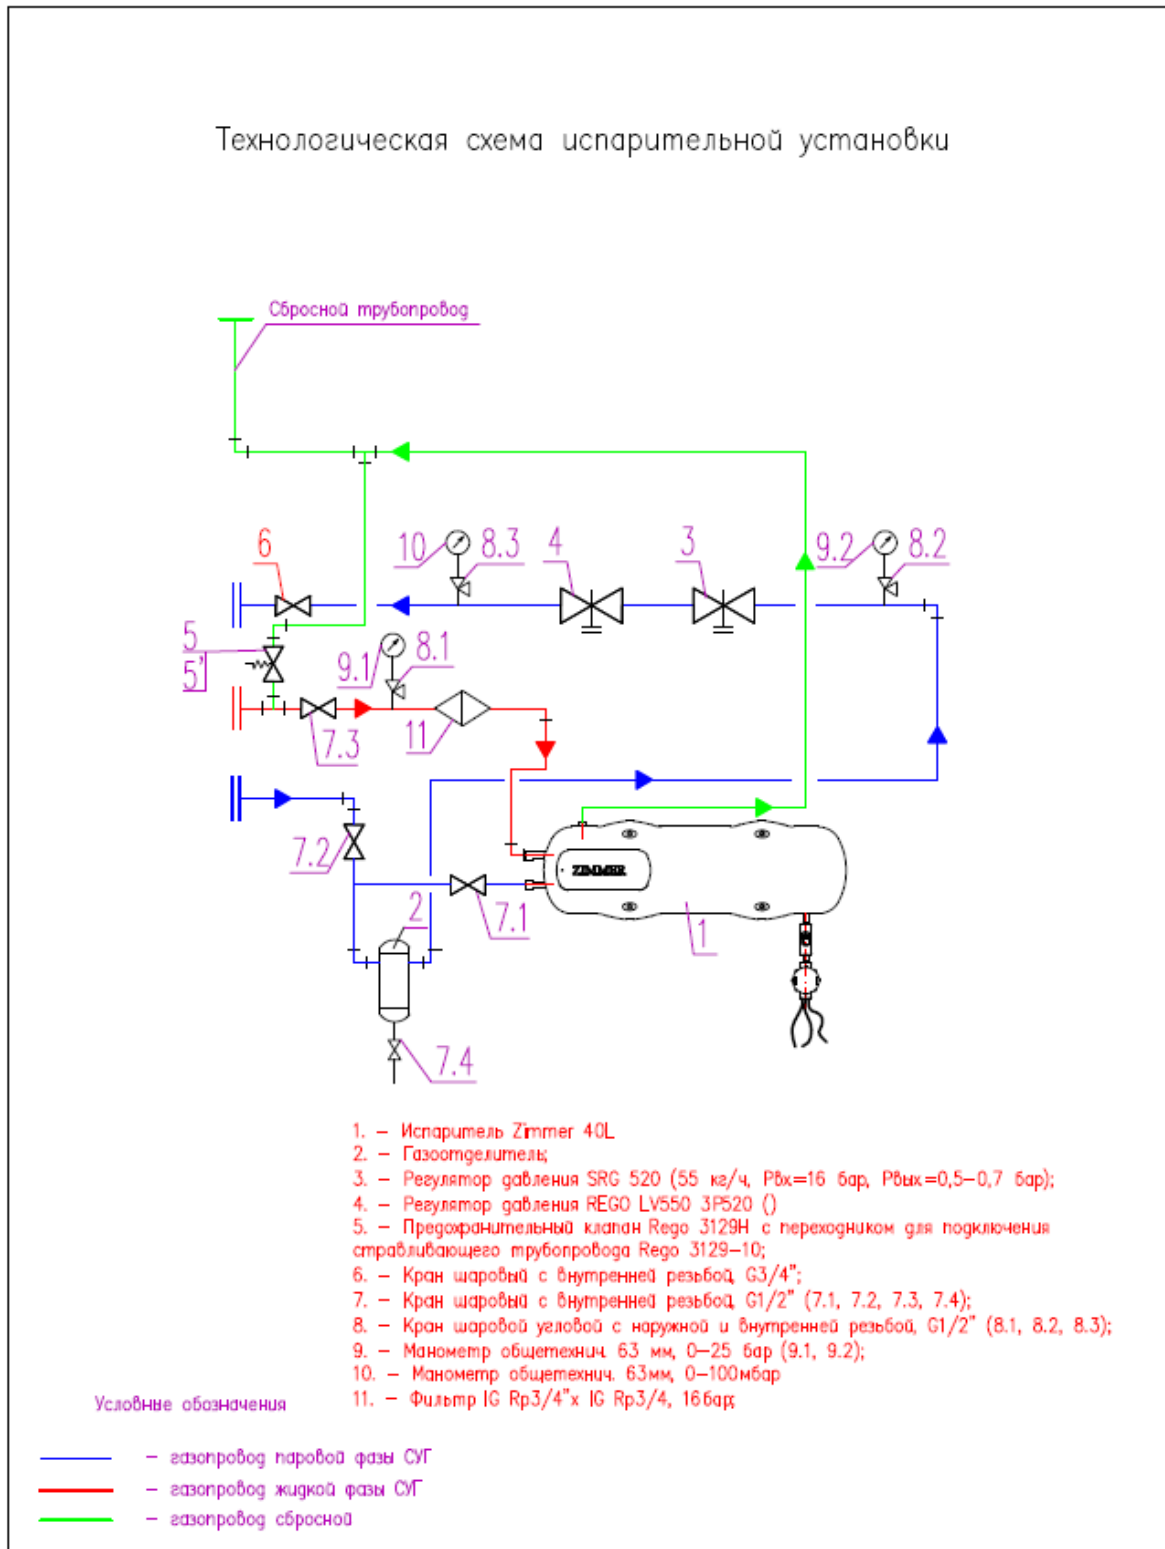 Технологическая схема испарительной установки
Сбросной трубопровод
6
10
8.3
4
3
9.2
8.2
5
5'
9.1
8.1
7.3
11
7.2
ZIMMER
2
7.1
1
7.4
1. – Испаритель Zimmer 40L
2. – Газоотделитель;
3. – Регулятор давления SRG 520 (55 кг/ч, Рвх=16 бар, Рвых=0,5–0,7 бар);
4. – Регулятор давления REGO LV550 3P520 ()
5. – Предохранительный клапан Rego 3129H с переходником для подключения
стравливающего трубопровода Rego 3129–10;
6. – Кран шаровый с внутренней резьбой, G3/4";
7. – Кран шаровый с внутренней резьбой, G1/2" (7.1, 7.2, 7.3, 7.4);
8. – Кран шаровой угловой с наружной и внутренней резьбой, G1/2" (8.1, 8.2, 8.3);
9. – Манометр общетехнич. 63 мм, 0–25 бар (9.1, 9.2);
10. – Манометр общетехнич. 63мм, 0–100мбар
11. – Фильтр IG Rp3/4"x IG Rp3/4, 16бар;
Условные обозначения
– газопровод паровой фазы СУГ
– газопровод жидкой фазы СУГ
– газопровод сбросной